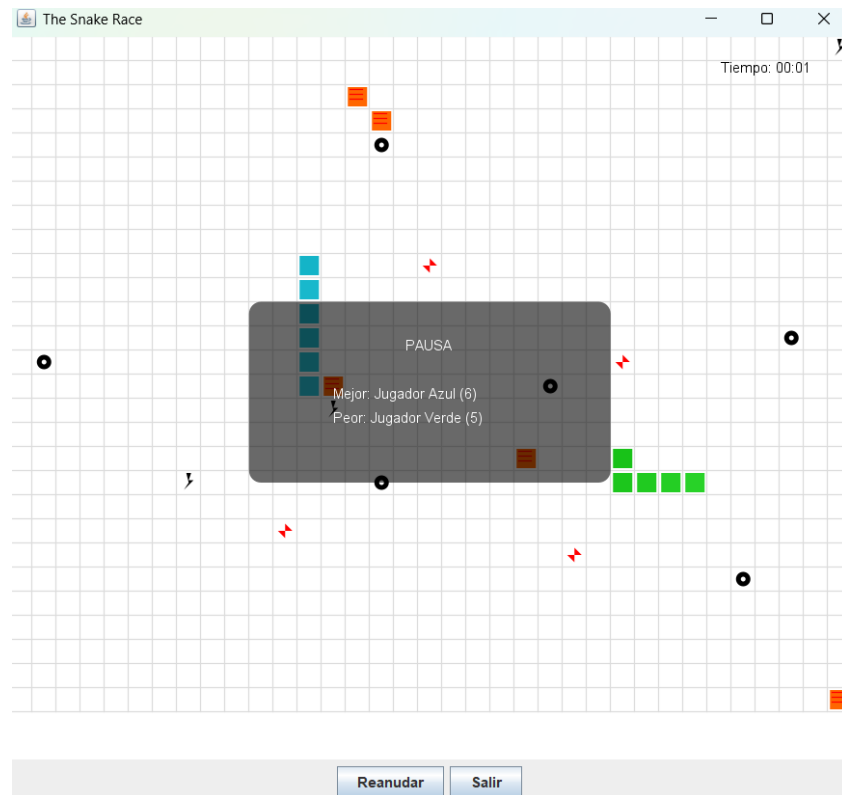 The Snake Race
Tiempo: 00:01
PAUSA
Mejor: Jugador Azul (6)
Peor: Jugador Verde (5)
Reanudar
Salir